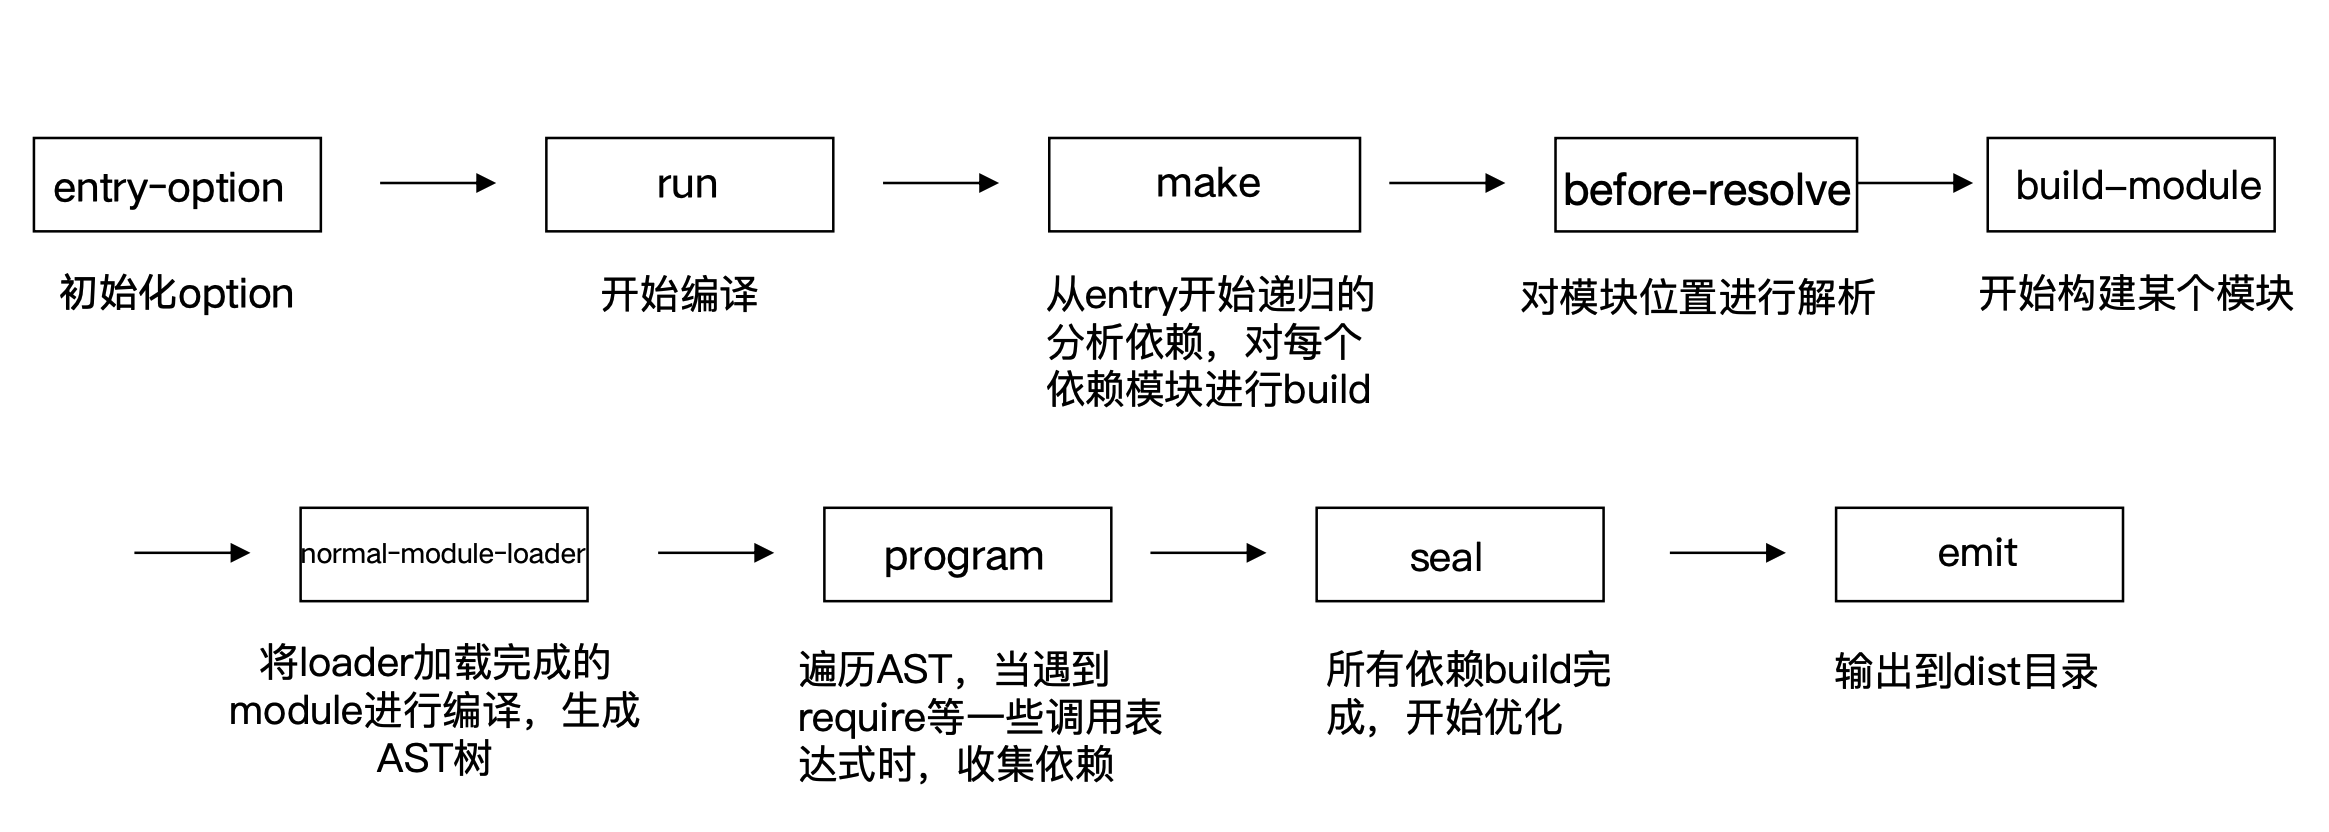 entry-option
run
make
before-resolve
build-module
初始化option
开始编译
从entry开始递归的
分析依赖，对每个
依赖模块进行build
对模块位置进行解析
开始构建某个模块
normal-module-loader
program
seal
emit
将loader加载完成的
module进行编译，生成
AST树
遍历AST，当遇到
require等一些调用表
达式时，收集依赖
所有依赖build完
成，开始优化
输出到dist目录